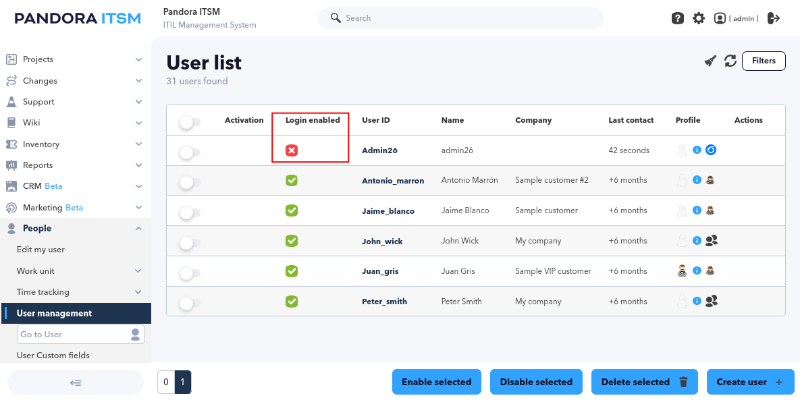 PANDORA ITSM
Pandora ITSM
ITIL Management System
Search
[ admin ]
Projects
Changes
Support
Wiki
Inventory
Reports
CRM Beta
Marketing Beta
People
Edit my user
Work unit
Time tracking
User management
Go to User
User Custom fields
User list
31 users found
Filters
Activation Login enabled User ID Name Company Last contact Profile Actions
Admin26 admin26 42 seconds
Antonio_marron Antonio Marrón Sample customer #2 +6 months
Jaime_blanco Jaime Blanco Sample customer +6 months
John_wick John Wick My company +6 months
Juan_gris Juan Gris Sample VIP customer +6 months
Peter_smith Peter Smith My company +6 months
0 1
Enable selected Disable selected Delete selected Create user +